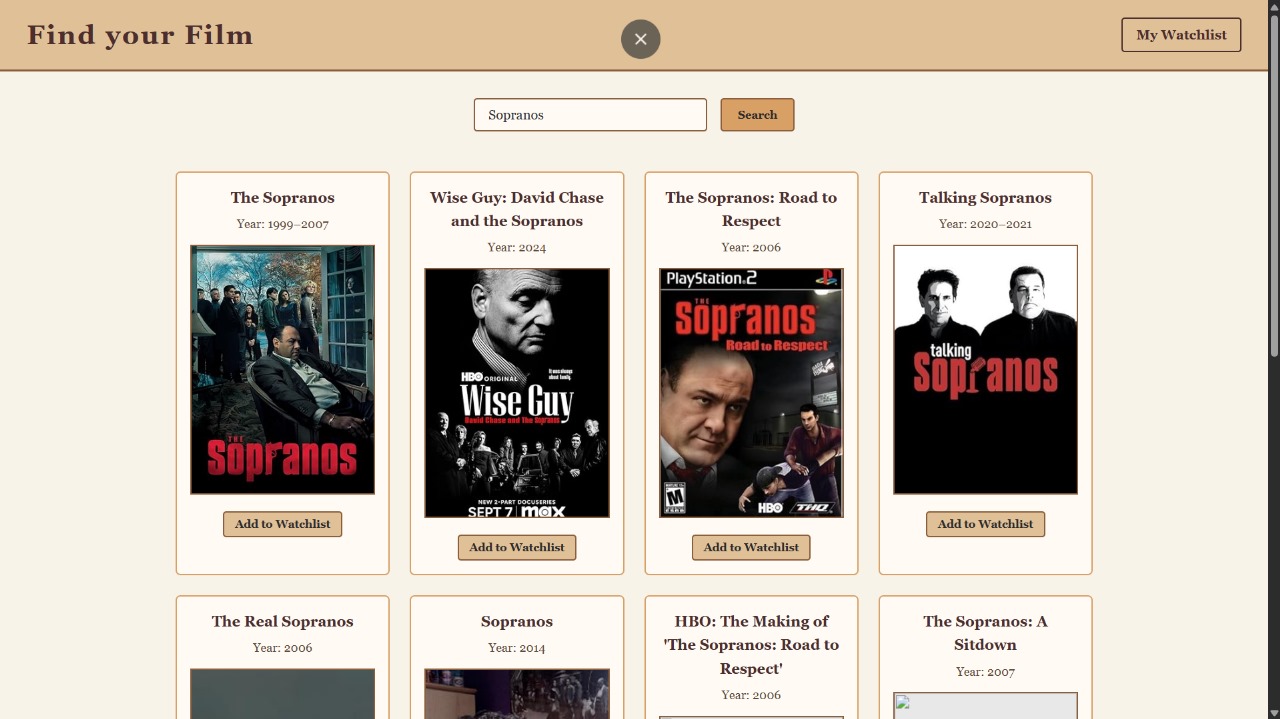 Find your Film
My Watchlist
Sopranos
Search
The Sopranos
Year: 1999–2007
THE
Sopranos
Add to Watchlist
Wise Guy: David Chase
and the Sopranos
Year: 2024
HBO ORIGINAL
It was always
about family.
Wise Guy
David Chase and The Sopranos
NEW 2-PART DOCUSERIES
SEPT 7 | max
Add to Watchlist
The Sopranos: Road to
Respect
Year: 2006
PlayStation.2
THE
Sopranos
Road to Respect
M
HBO
THQ
Add to Watchlist
Talking Sopranos
Year: 2020–2021
talking
Sopranos
Add to Watchlist
The Real Sopranos
Year: 2006
Sopranos
Year: 2014
HBO: The Making of
'The Sopranos: Road to
Respect'
Year: 2006
The Sopranos: A
Sitdown
Year: 2007